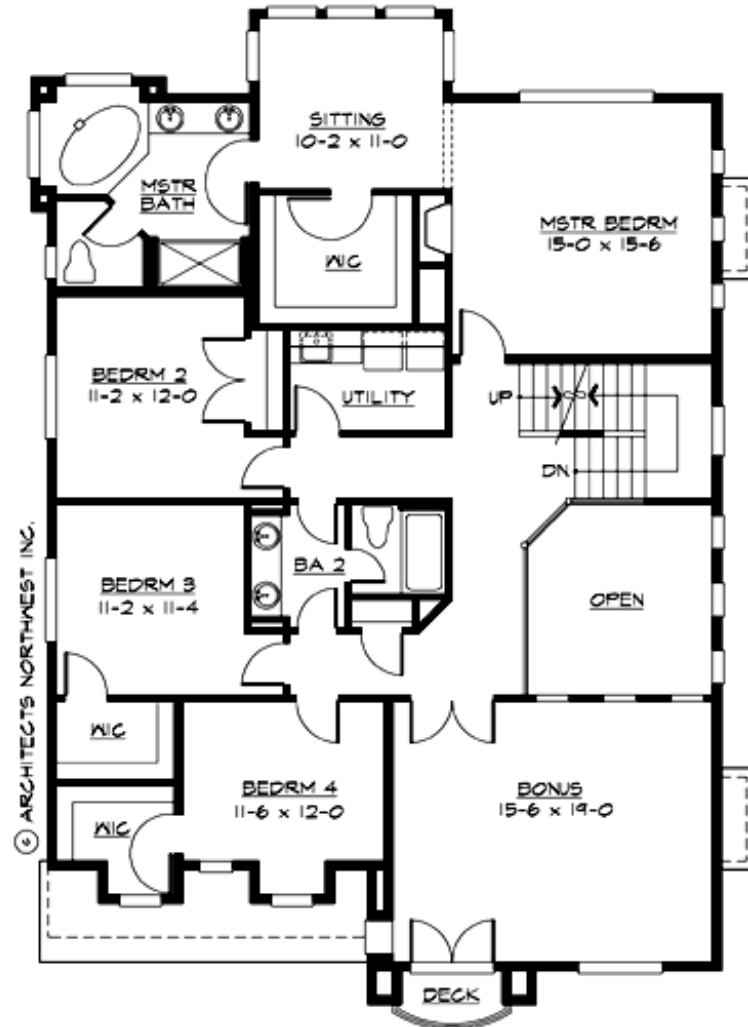 SITTING
10-2 x 11-0
MSTR
BATH
MSTR BEDRM
15-0 x 15-6
WIC
BEDRM 2
11-2 x 12-0
UTILITY
UP
DN
BA 2
BEDRM 3
11-2 x 11-4
OPEN
WIC
BEDRM 4
11-6 x 12-0
BONUS
15-6 x 19-0
WIC
DECK
© ARCHITECTS NORTHWEST INC.